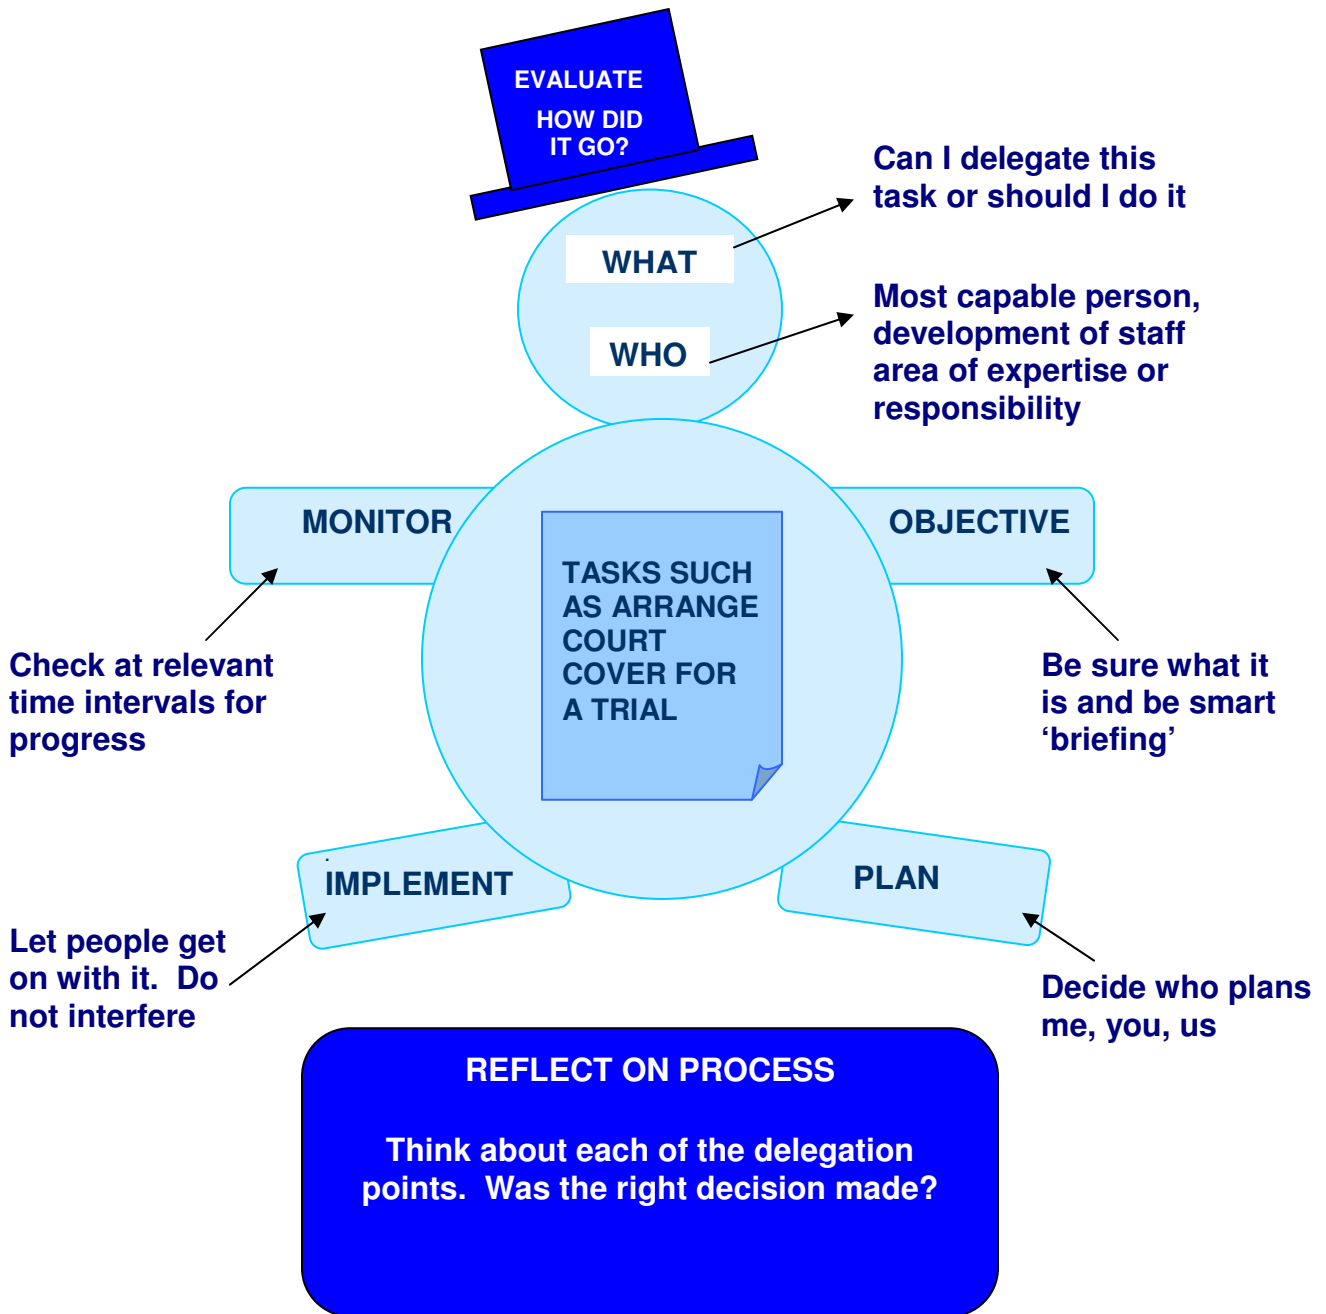 EVALUATE
HOW DID
IT GO?
WHAT
Can I delegate this
task or should I do it
WHO
Most capable person,
development of staff
area of expertise or
responsibility
MONITOR
OBJECTIVE
TASKS SUCH
AS ARRANGE
COURT
COVER FOR
A TRIAL
Check at relevant
time intervals for
progress
Be sure what it
is and be smart
‘briefing’
.
IMPLEMENT
PLAN
Let people get
on with it.  Do
not interfere
Decide who plans
me, you, us
REFLECT ON PROCESS
Think about each of the delegation
points.  Was the right decision made?